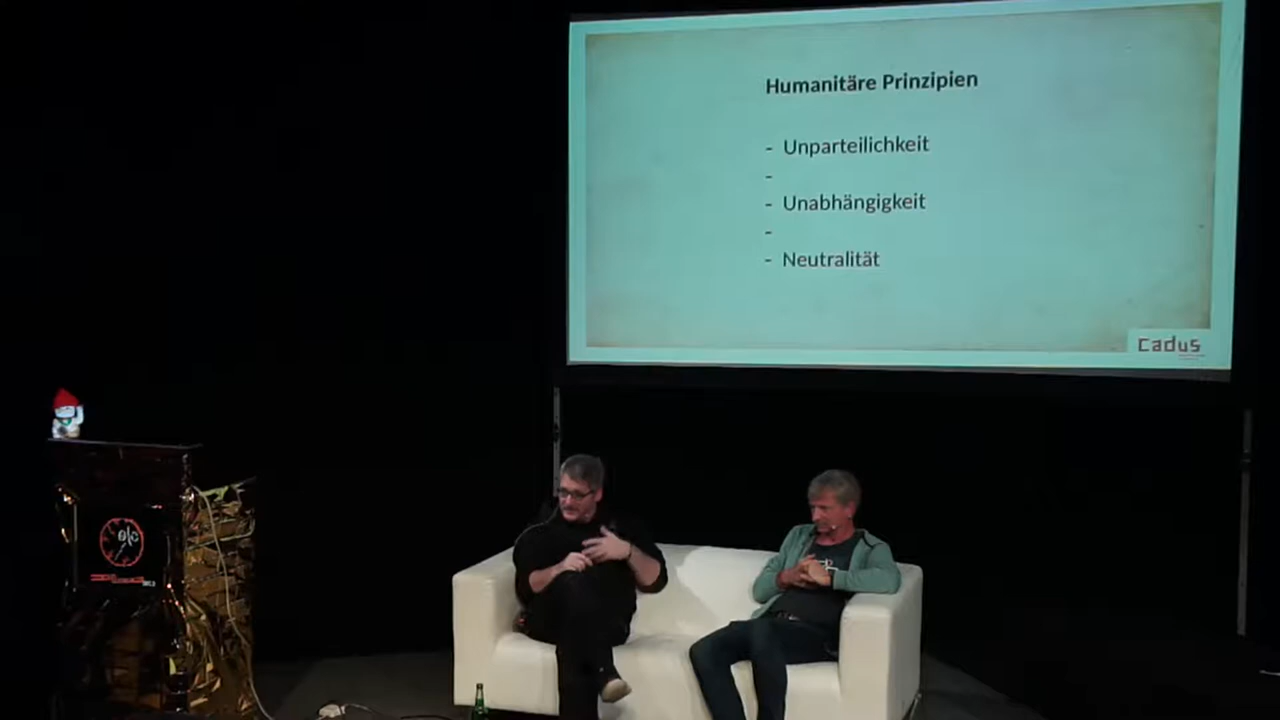 Humanitäre Prinzipien
- Unparteilichkeit
-
- Unabhängigkeit
-
- Neutralität
cadus